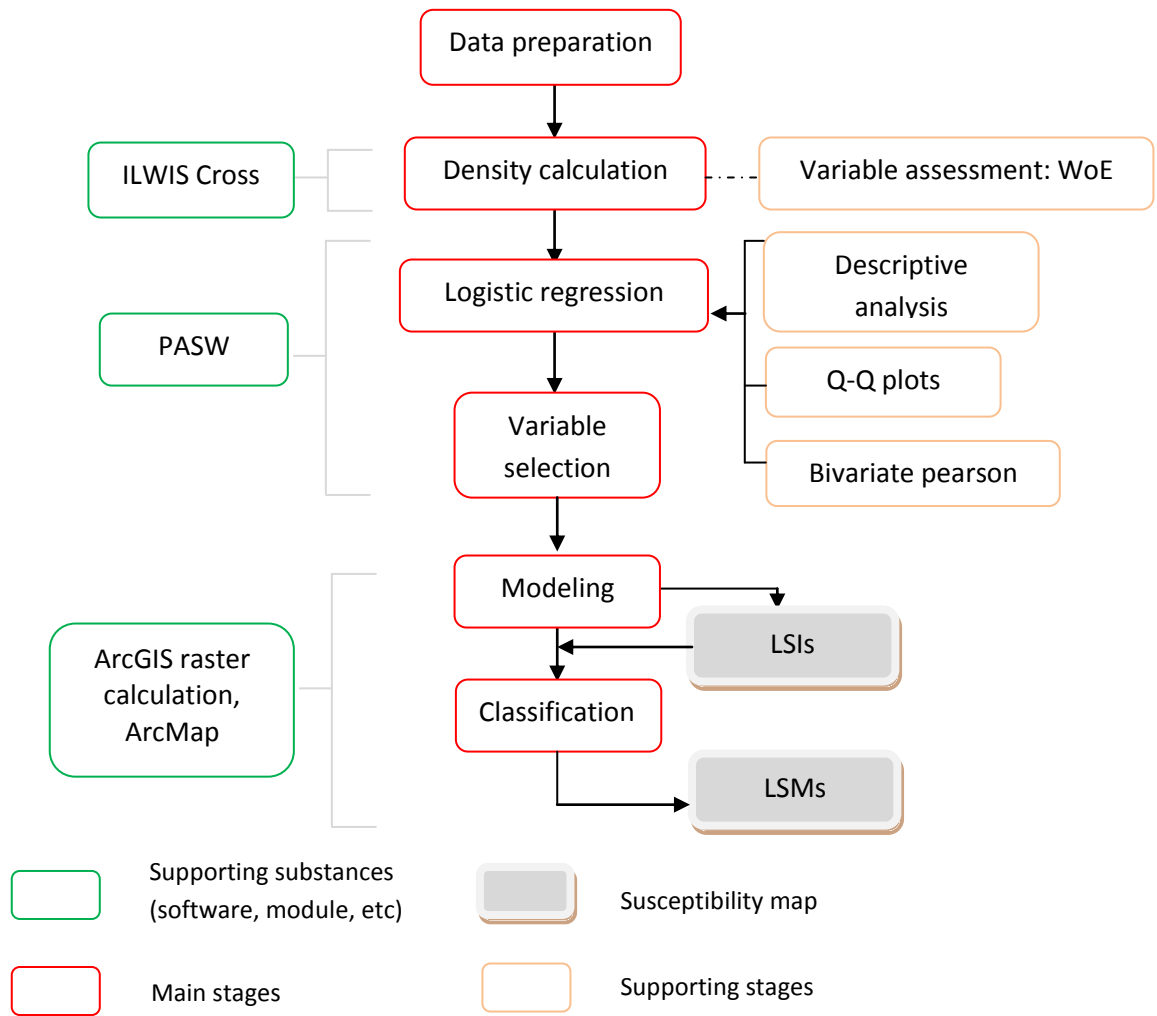 Data preparation
ILWIS Cross
Density calculation
Variable assessment: WoE
Logistic regression
Descriptive
analysis
PASW
Q-Q plots
Variable
selection
Bivariate pearson
Modeling
LSIs
ArcGIS raster
calculation,
ArcMap
Classification
LSMs
Supporting substances
(software, module, etc)
Susceptibility map
Main stages
Supporting stages